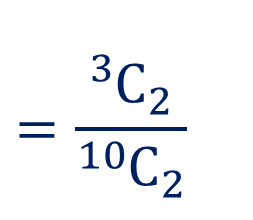 = ³C₂ / ¹⁰C₂